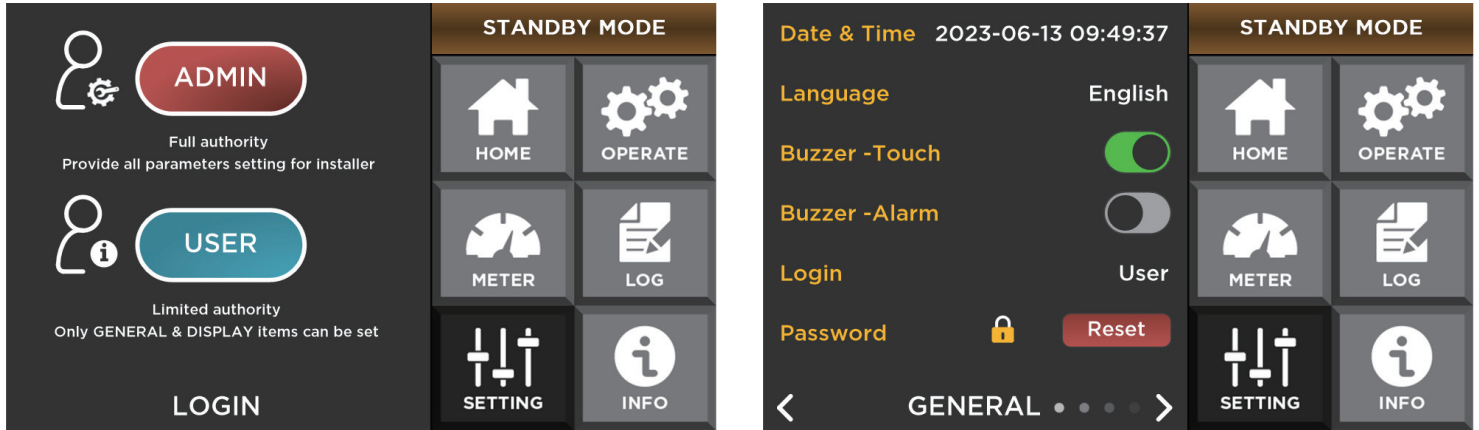 ADMIN
Full authority
Provide all parameters setting for installer
USER
Limited authority
Only GENERAL & DISPLAY items can be set
LOGIN
STANDBY MODE
HOME
OPERATE
METER
LOG
SETTING
INFO
Date & Time 2023-06-13 09:49:37
Language English
Buzzer -Touch
Buzzer -Alarm
Login User
Password Reset
GENERAL
STANDBY MODE
HOME
OPERATE
METER
LOG
SETTING
INFO